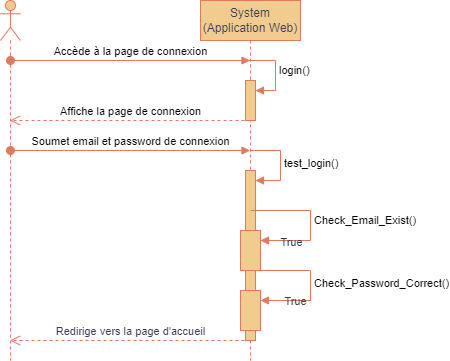 System
(Application Web)
Accède à la page de connexion
login()
Affiche la page de connexion
Soumet email et password de connexion
test_login()
Check_Email_Exist()
True
Check_Password_Correct()
True
Redirige vers la page d'accueil